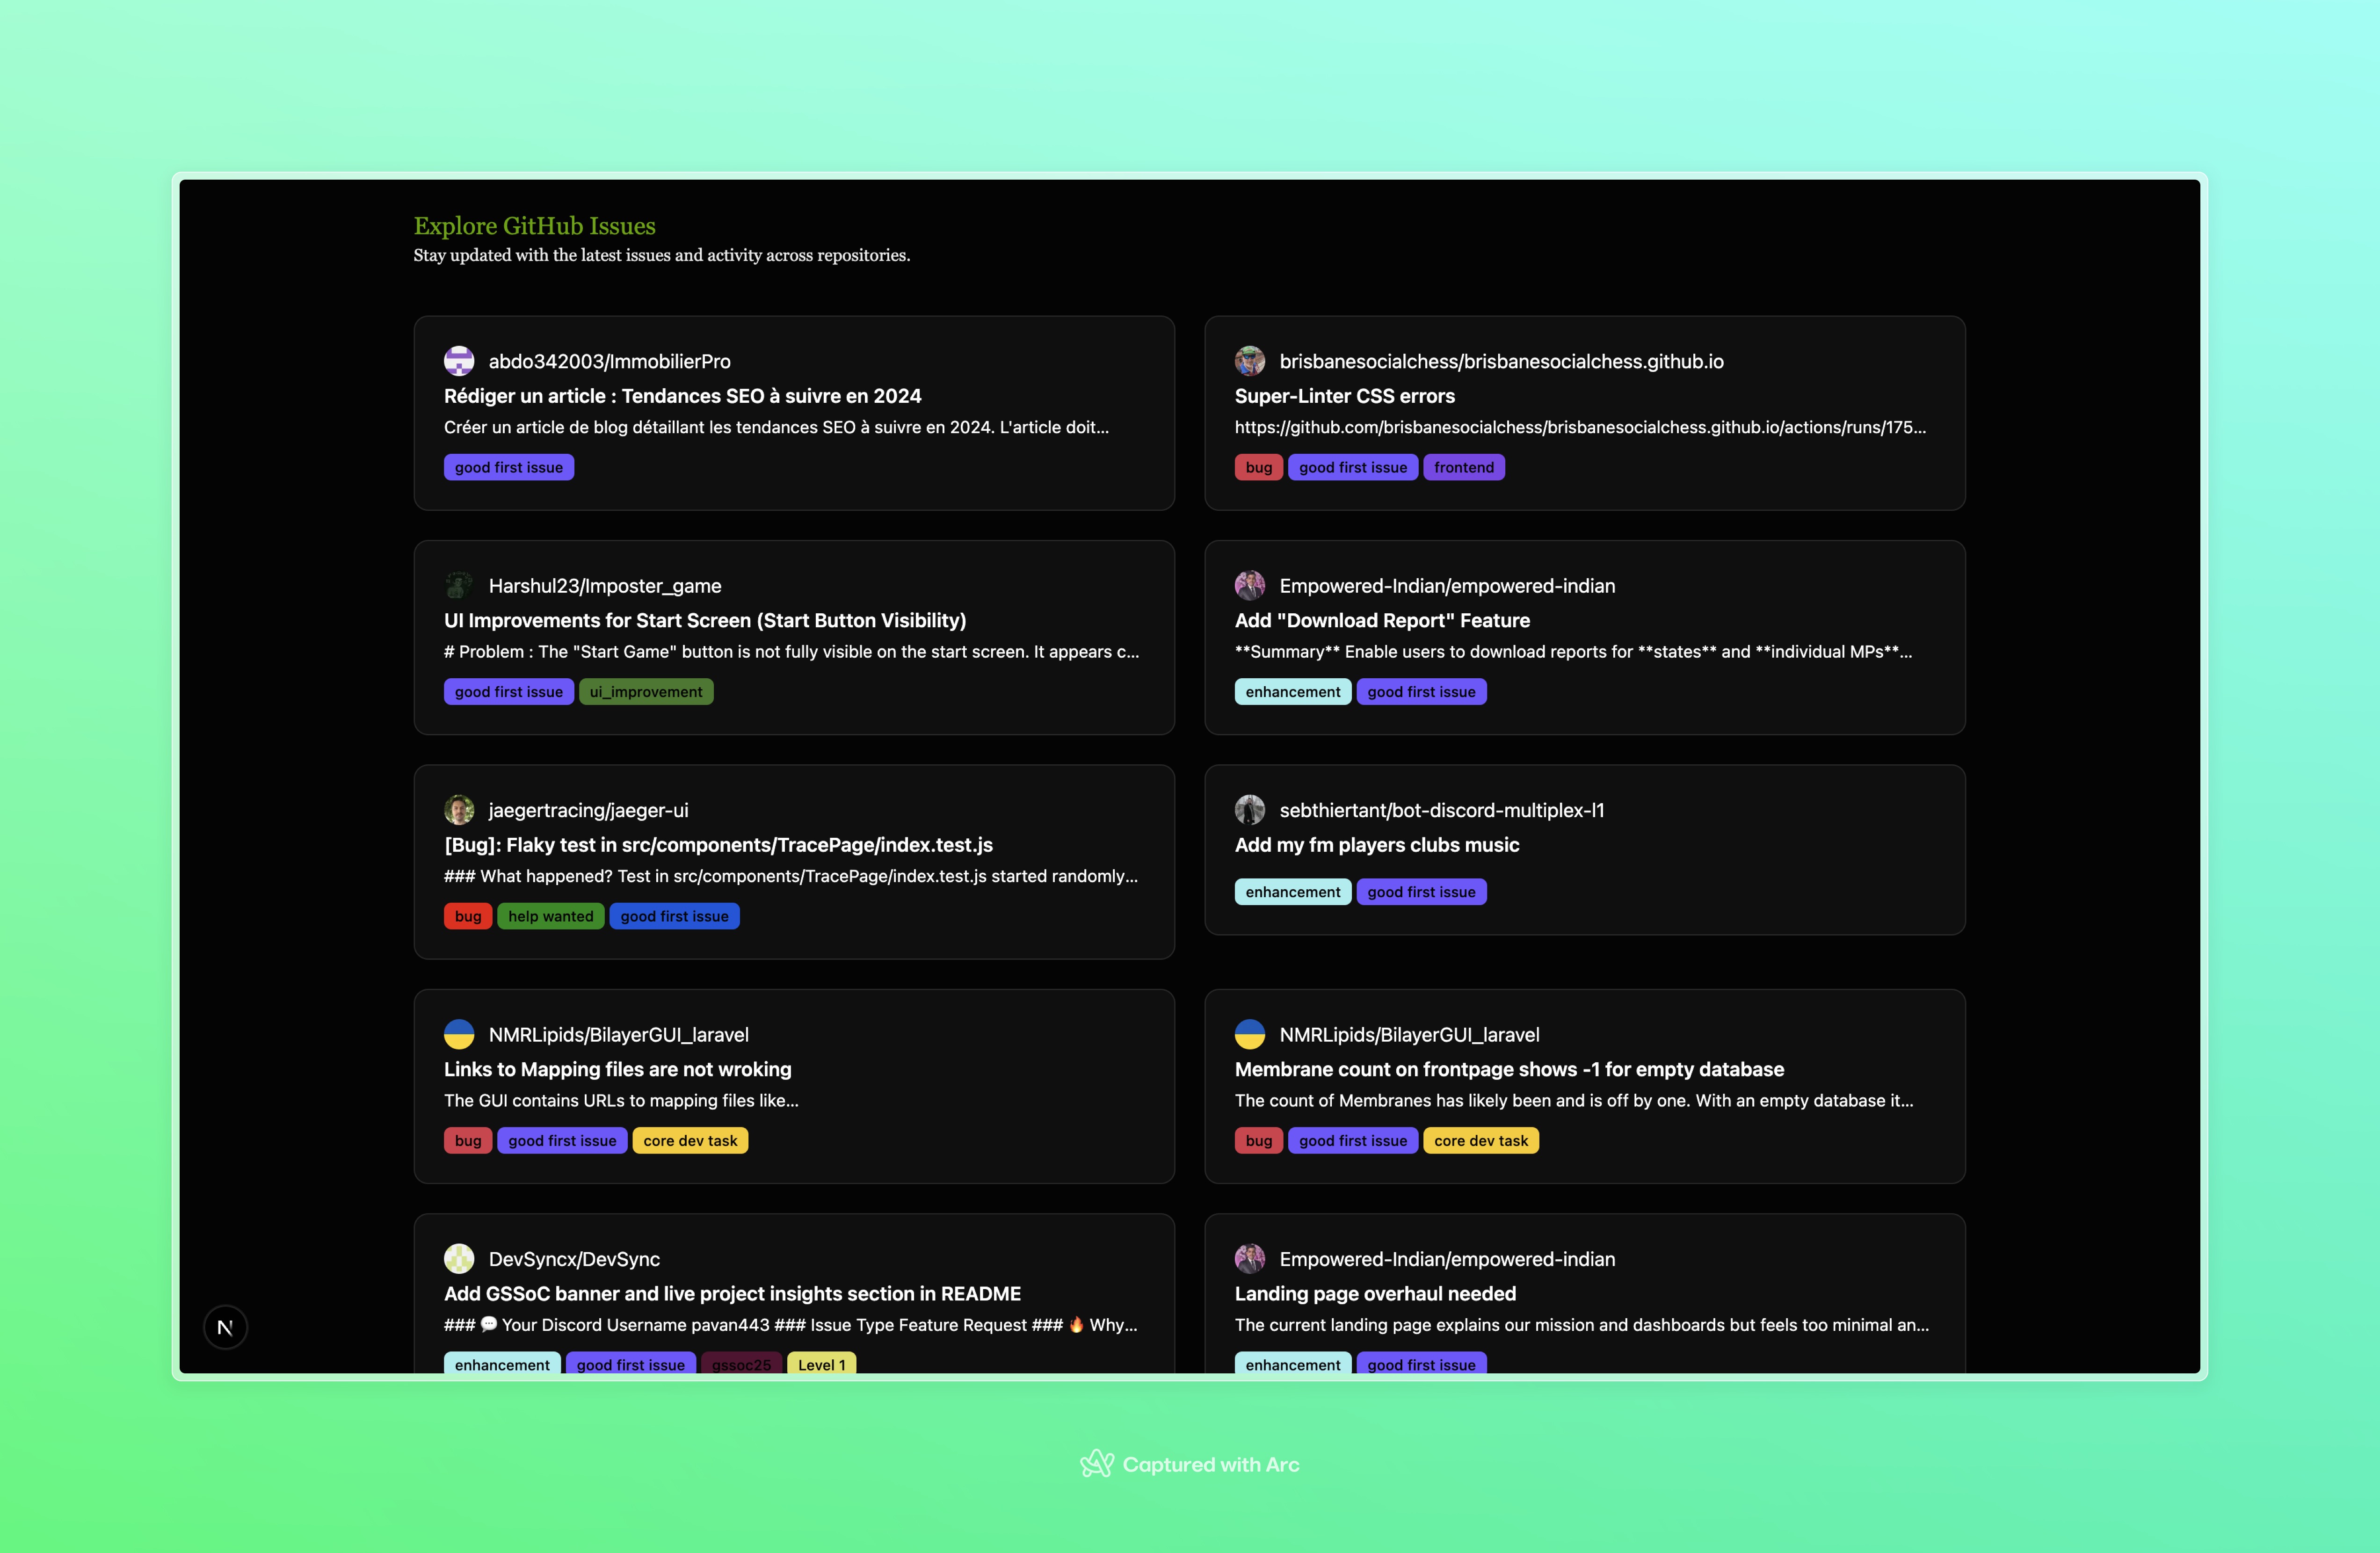 Explore GitHub Issues
Stay updated with the latest issues and activity across repositories.
abdo342003/ImmobilierPro
Rédiger un article : Tendances SEO à suivre en 2024
Créer un article de blog détaillant les tendances SEO à suivre en 2024. L'article doit...
good first issue
brisbanesocialchess/brisbanesocialchess.github.io
Super-Linter CSS errors
https://github.com/brisbanesocialchess/brisbanesocialchess.github.io/actions/runs/175...
bug good first issue frontend
Harshul23/Imposter_game
UI Improvements for Start Screen (Start Button Visibility)
# Problem : The "Start Game" button is not fully visible on the start screen. It appears c...
good first issue ui_improvement
Empowered-Indian/empowered-indian
Add "Download Report" Feature
**Summary** Enable users to download reports for **states** and **individual MPs**...
enhancement good first issue
jaegertracing/jaeger-ui
[Bug]: Flaky test in src/components/TracePage/index.test.js
### What happened? Test in src/components/TracePage/index.test.js started randomly...
bug help wanted good first issue
sebthiertant/bot-discord-multiplex-l1
Add my fm players clubs music
enhancement good first issue
NMRLipids/BilayerGUI_laravel
Links to Mapping files are not wroking
The GUI contains URLs to mapping files like...
bug good first issue core dev task
NMRLipids/BilayerGUI_laravel
Membrane count on frontpage shows -1 for empty database
The count of Membranes has likely been and is off by one. With an empty database it...
bug good first issue core dev task
DevSyncx/DevSync
Add GSSoC banner and live project insights section in README
### 💬 Your Discord Username pavan443 ### Issue Type Feature Request ### 🔥 Why...
enhancement good first issue gssoc25 Level 1
Empowered-Indian/empowered-indian
Landing page overhaul needed
The current landing page explains our mission and dashboards but feels too minimal an...
enhancement good first issue
N
Captured with Arc